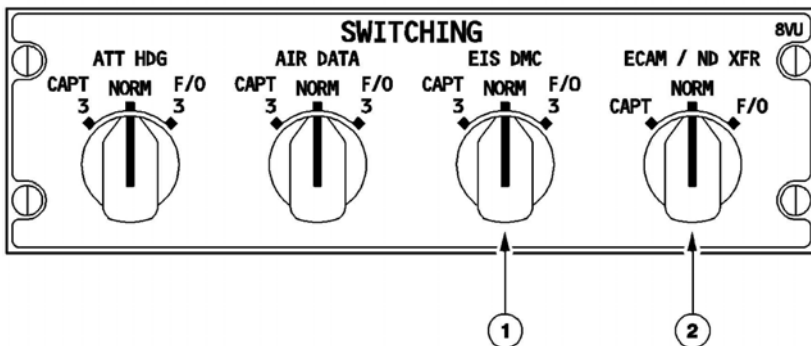 SWITCHING
8VU
ATT HDG
AIR DATA
EIS DMC
ECAM / ND XFR
CAPT
3
NORM
F/O
3
CAPT
3
NORM
F/O
3
CAPT
3
NORM
F/O
3
CAPT
NORM
F/O
1
2